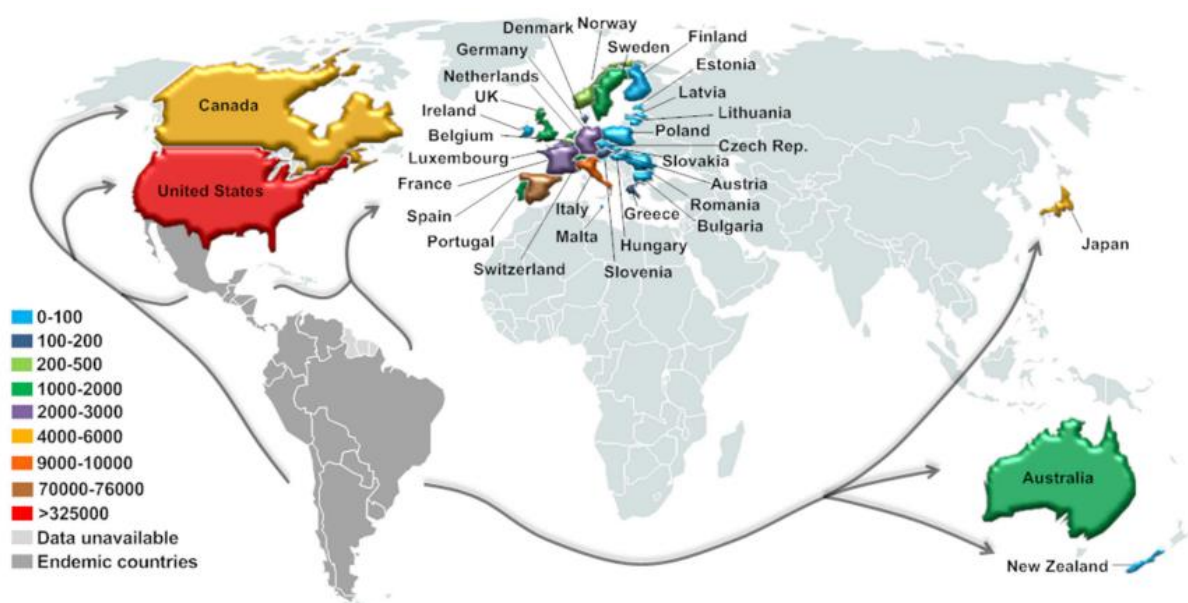 Canada
United States
Denmark
Norway
Germany
Sweden
Finland
Netherlands
Estonia
UK
Latvia
Ireland
Lithuania
Belgium
Poland
Czech Rep.
Luxembourg
Slovakia
France
Austria
Spain
Italy
Greece
Romania
Portugal
Malta
Bulgaria
Hungary
Switzerland
Slovenia
Japan
0-100
100-200
200-500
1000-2000
2000-3000
4000-6000
9000-10000
70000-76000
>325000
Data unavailable
Endemic countries
Australia
New Zealand